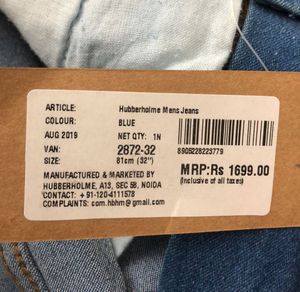 ARTICLE: Hubberholme Mens Jeans
COLOUR: BLUE
AUG 2019 NET QTY: 1N
VAN: 2872-32
SIZE: 81cm (32")
8905228223779
MANUFACTURED & MARKETED BY
HUBBERHOLME, A13, SEC 58, NOIDA
CONTACT: +91-120-4111578
COMPLAINTS: com.hbhm@gmail.com
MRP:Rs 1699.00
(Inclusive of all taxes)